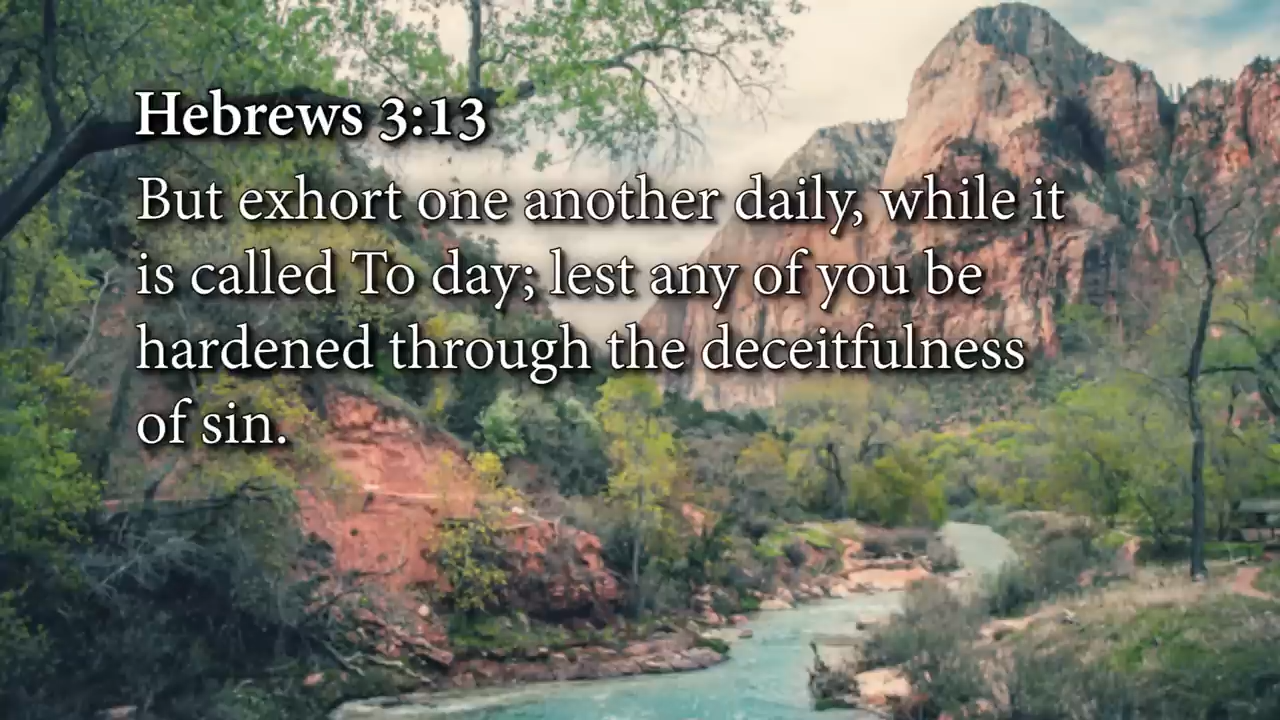 Hebrews 3:13
But exhort one another daily, while it
is called To day; lest any of you be
hardened through the deceitfulness
of sin.